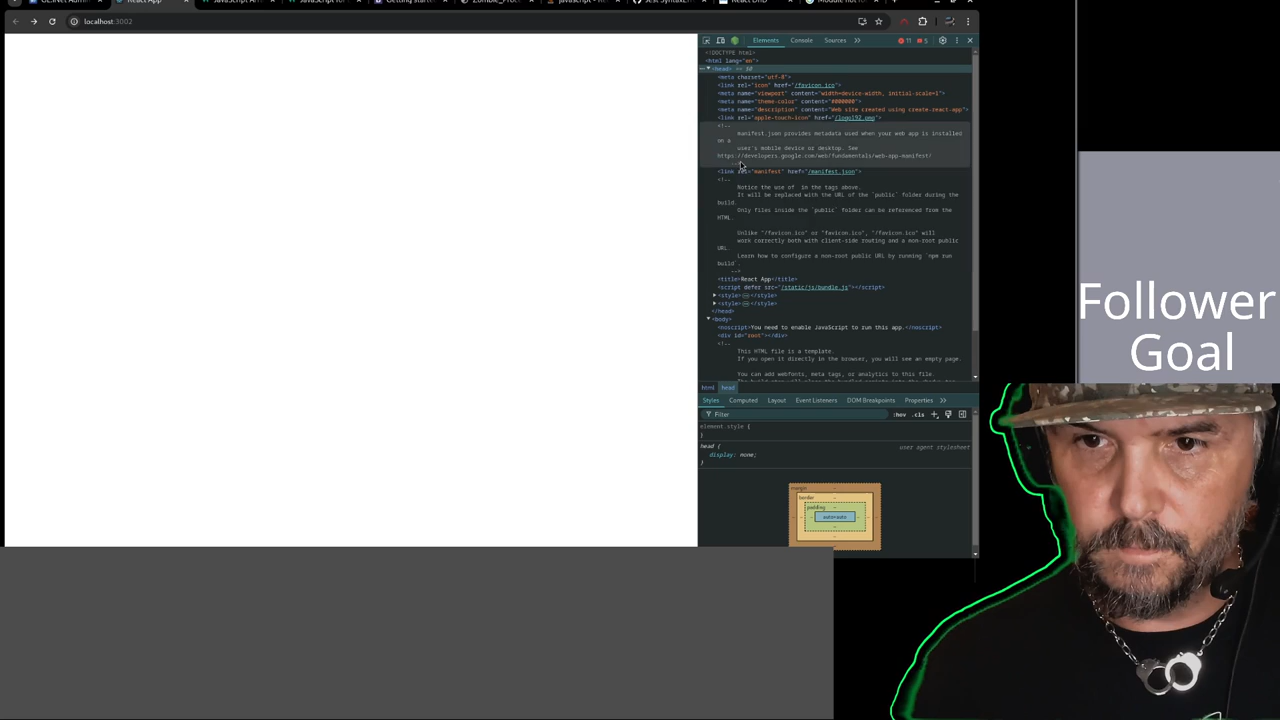 React App
localhost:3002
Elements
Console
Sources
11
5
<!DOCTYPE html>
<html lang="en">
<head> == $0
<meta charset="utf-8">
<link rel="icon" href="/favicon.ico">
<meta name="viewport" content="width=device-width, initial-scale=1">
<meta name="theme-color" content="#000000">
<meta name="description" content="Web site created using create-react-app">
<link rel="apple-touch-icon" href="/logo192.png">
<!--
manifest.json provides metadata used when your web app is installed
on a
user's mobile device or desktop. See
https://developers.google.com/web/fundamentals/web-app-manifest/
<link rel="manifest" href="/manifest.json">
<!--
Notice the use of  in the tags above.
It will be replaced with the URL of the `public` folder during the
build.
Only files inside the `public` folder can be referenced from the
HTML.
Unlike "/favicon.ico" or "favicon.ico", "/favicon.ico" will
work correctly both with client-side routing and a non-root public
URL.
Learn how to configure a non-root public URL by running `npm run
build`.
-->
<title>React App</title>
<script defer src="/static/js/bundle.js"></script>
<style>…</style>
<style>…</style>
</head>
<body>
<noscript>You need to enable JavaScript to run this app.</noscript>
<div id="root"></div>
<!--
This HTML file is a template.
If you open it directly in the browser, you will see an empty page.
You can add webfonts, meta tags, or analytics to this file.
html
head
Styles
Computed
Layout
Event Listeners
DOM Breakpoints
Properties
Filter
:hov
.cls
element.style {
}
head {
user agent stylesheet
display: none;
}
margin
border
padding
auto×auto
Follower
Goal